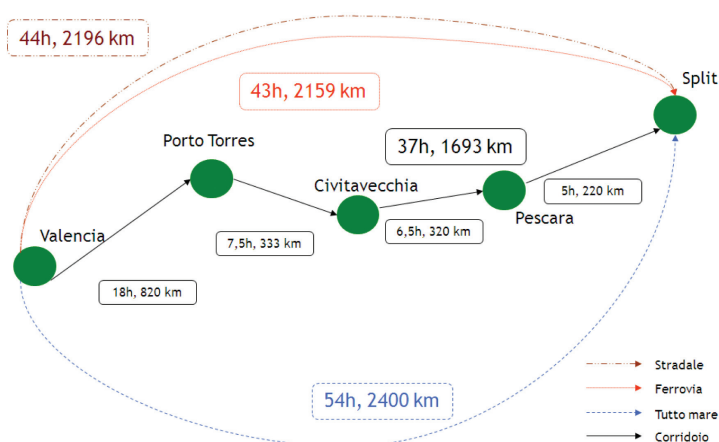 44h, 2196 km
43h, 2159 km
Split
Porto Torres
37h, 1693 km
Civitavecchia
5h, 220 km
Pescara
Valencia
7,5h, 333 km
6,5h, 320 km
18h, 820 km
54h, 2400 km
Stradale
Ferrovia
Tutto mare
Corridoio